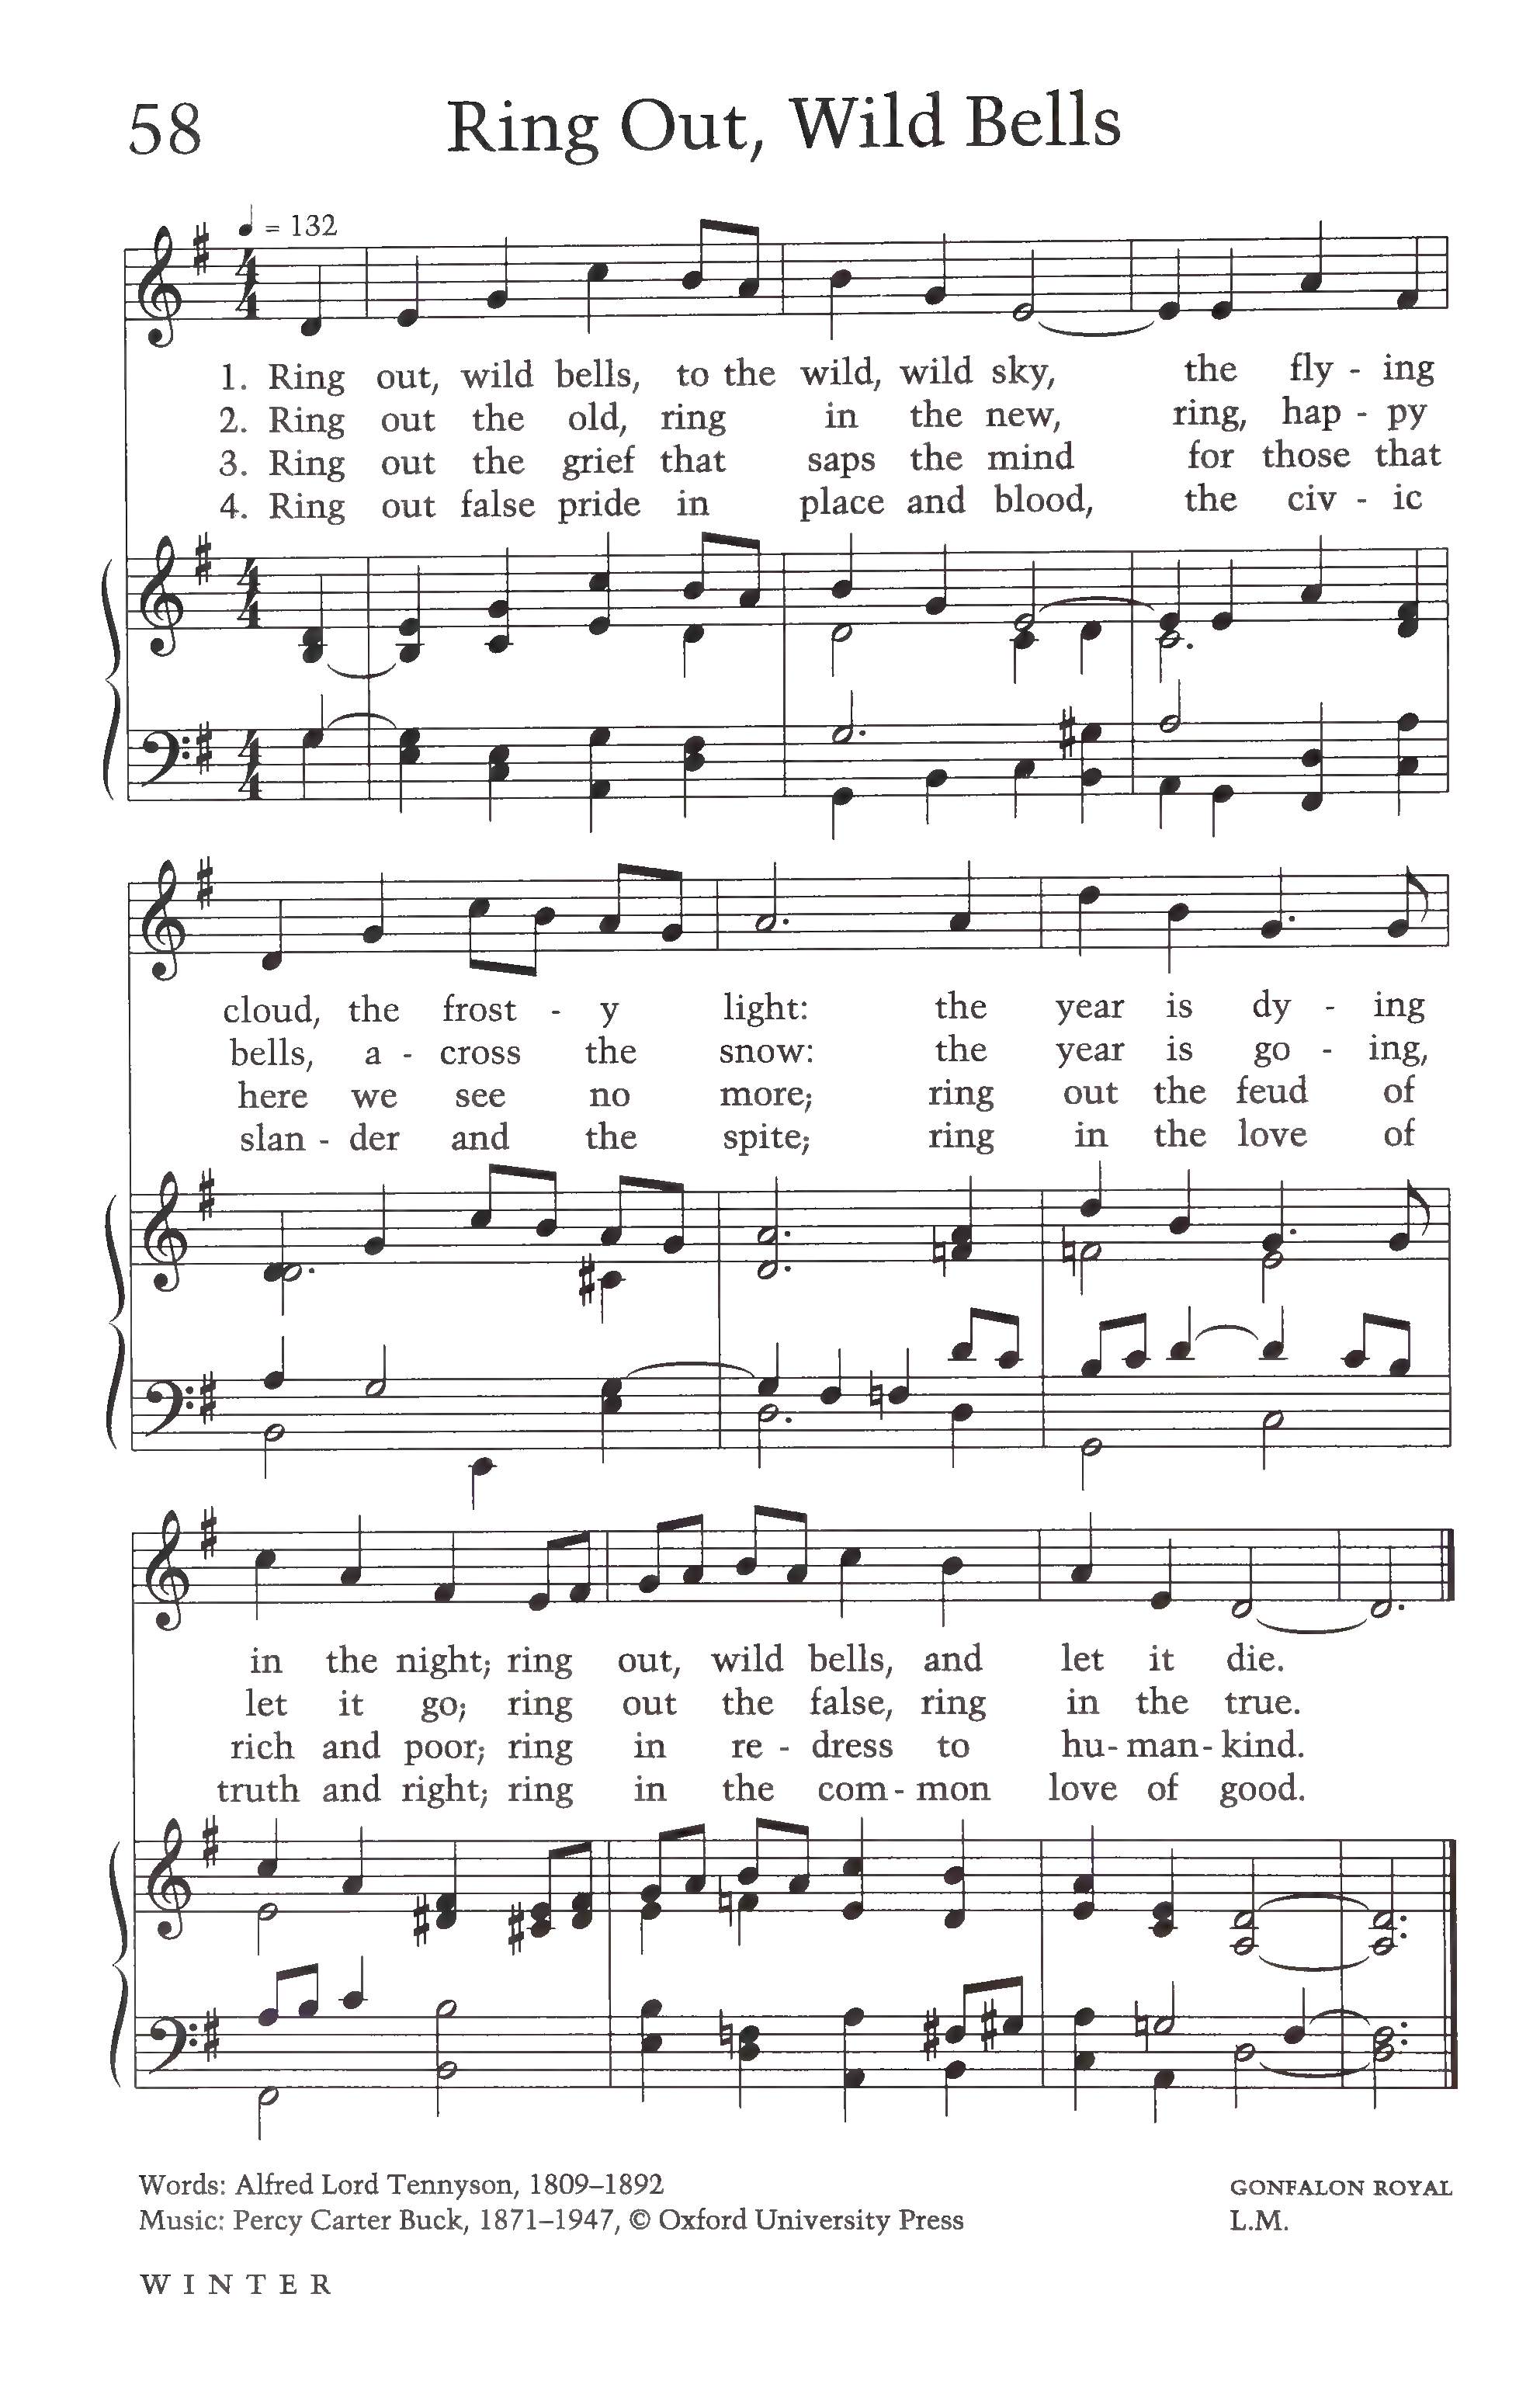 58 Ring Out, Wild Bells
♩ = 132
1. Ring out, wild bells, to the wild, wild sky, the fly - ing
2. Ring out the old, ring in the new, ring, hap - py
3. Ring out the grief that saps the mind for those that
4. Ring out false pride in place and blood, the civ - ic
cloud, the frost - y light: the year is dy - ing
bells, a - cross the snow: the year is go - ing,
here we see no more; ring out the feud of
slan - der and the spite; ring in the love of
in the night; ring out, wild bells, and let it die.
let it go; ring out the false, ring in the true.
rich and poor; ring in re - dress to hu - man - kind.
truth and right; ring in the com - mon love of good.
Words: Alfred Lord Tennyson, 1809–1892 GONFALON ROYAL
Music: Percy Carter Buck, 1871–1947, © Oxford University Press L.M.
WINTER